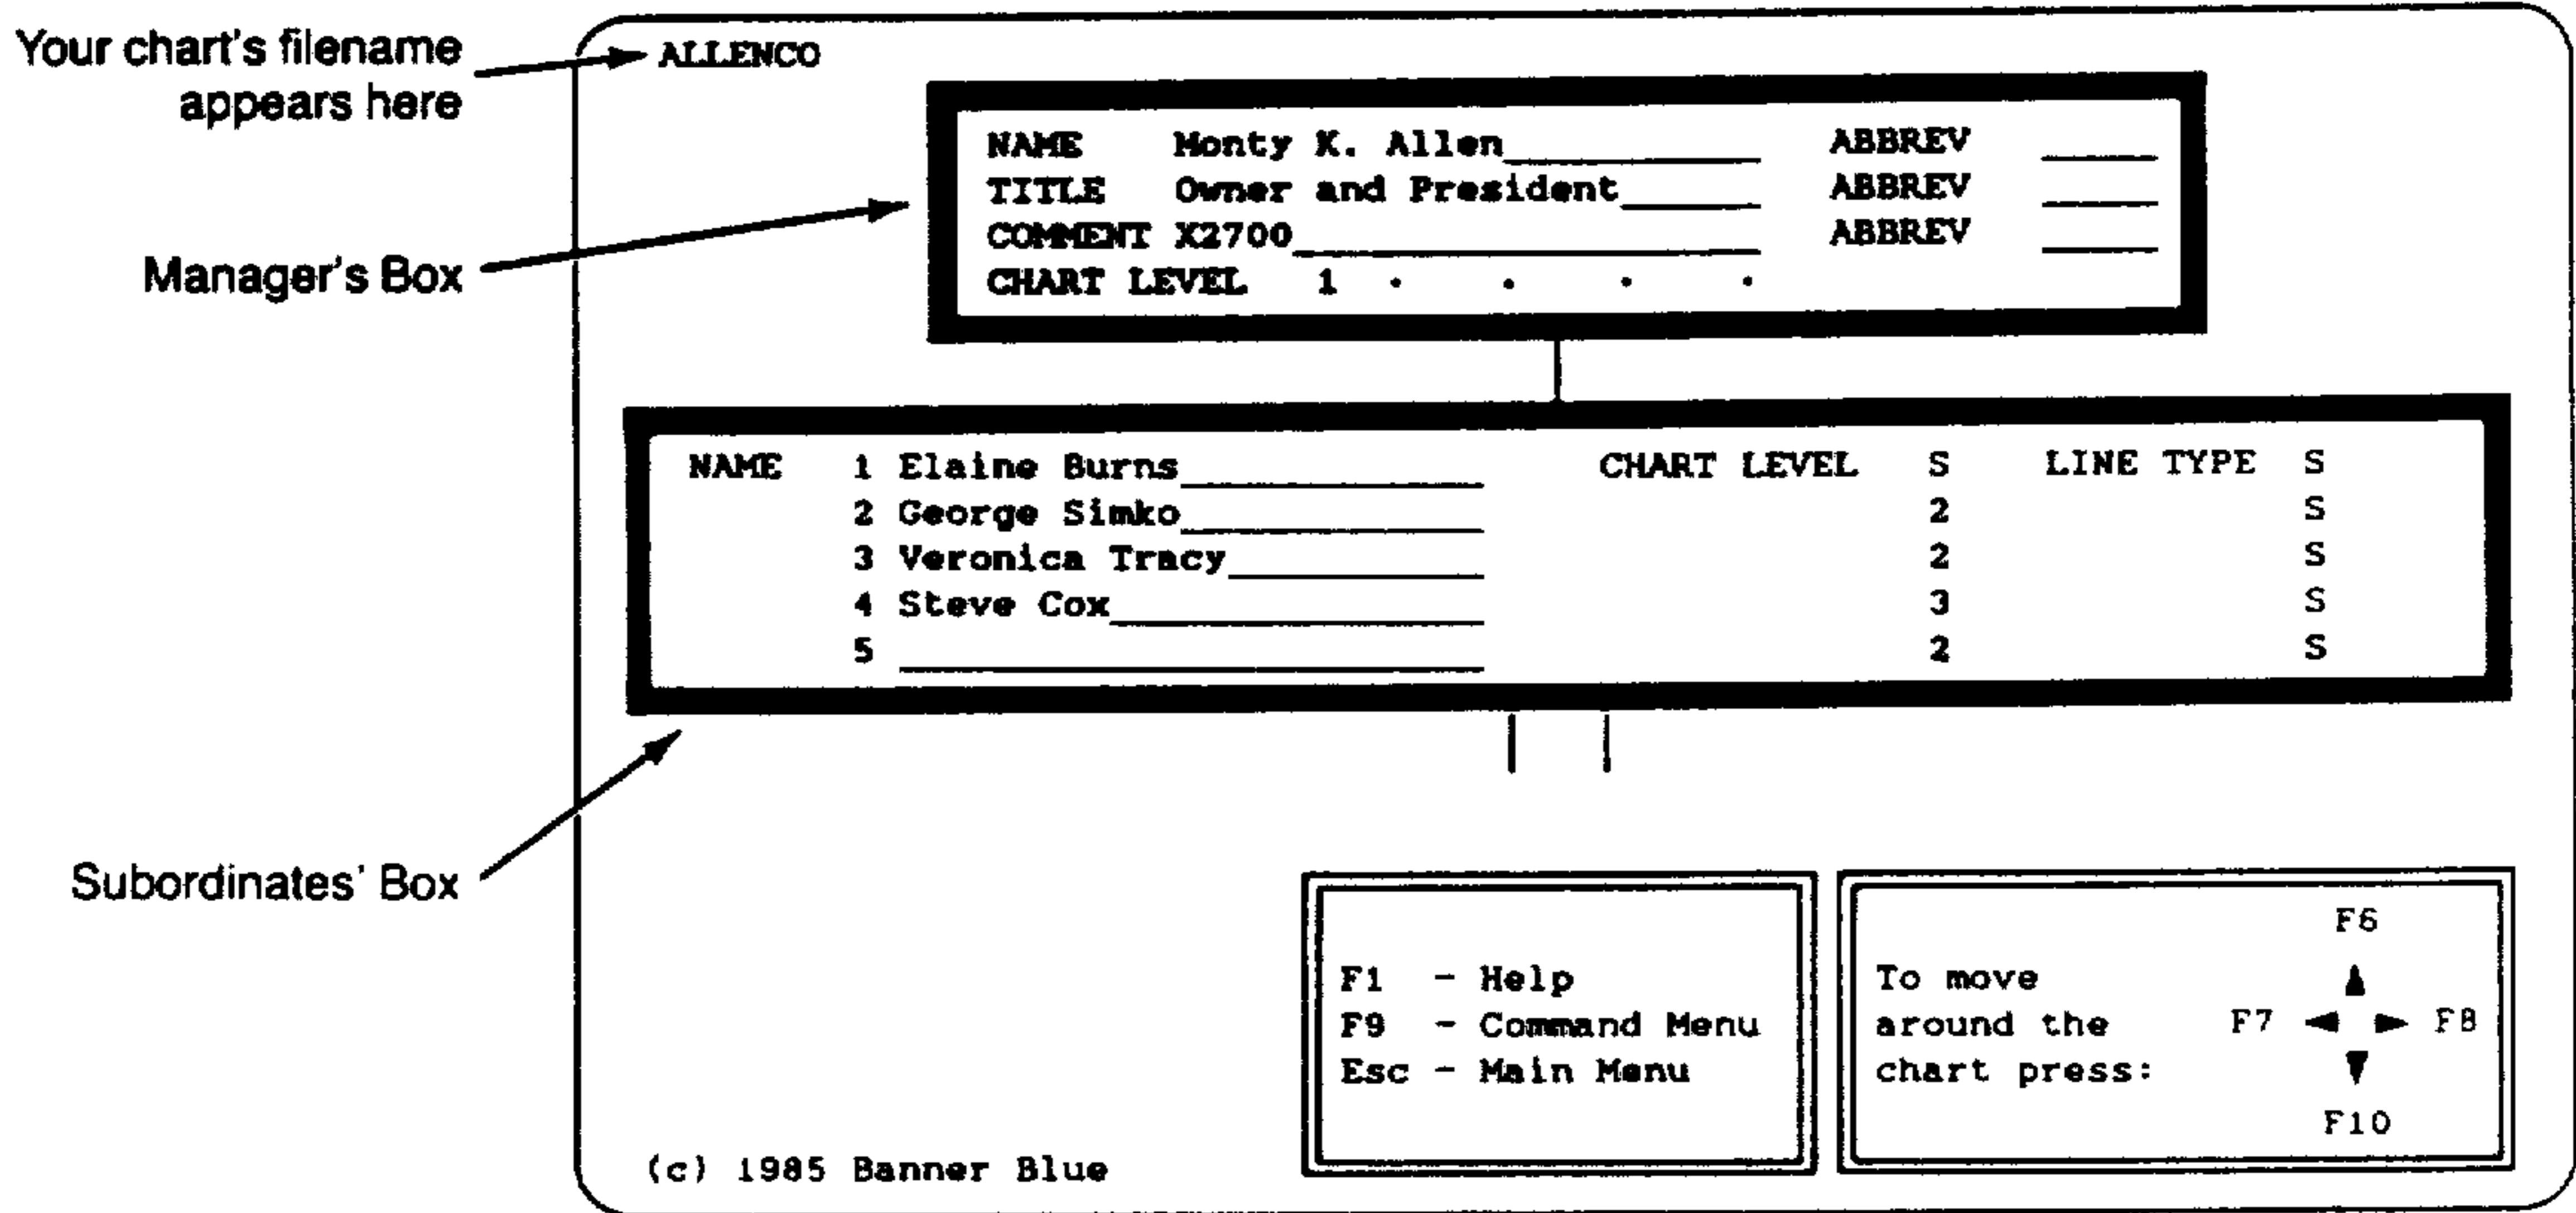 Your chart's filename
appears here
ALLENCO
NAME Monty K. Allen ABBREV
TITLE Owner and President ABBREV
COMMENT X2700 ABBREV
CHART LEVEL 1 . . . .
Manager's Box
NAME 1 Elaine Burns CHART LEVEL S LINE TYPE S
2 George Simko 2 S
3 Veronica Tracy 2 S
4 Steve Cox 3 S
5 2 S
Subordinates' Box
F1 - Help
F9 - Command Menu
Esc - Main Menu
To move
around the
chart press:
F6
F7 F8
F10
(c) 1985 Banner Blue